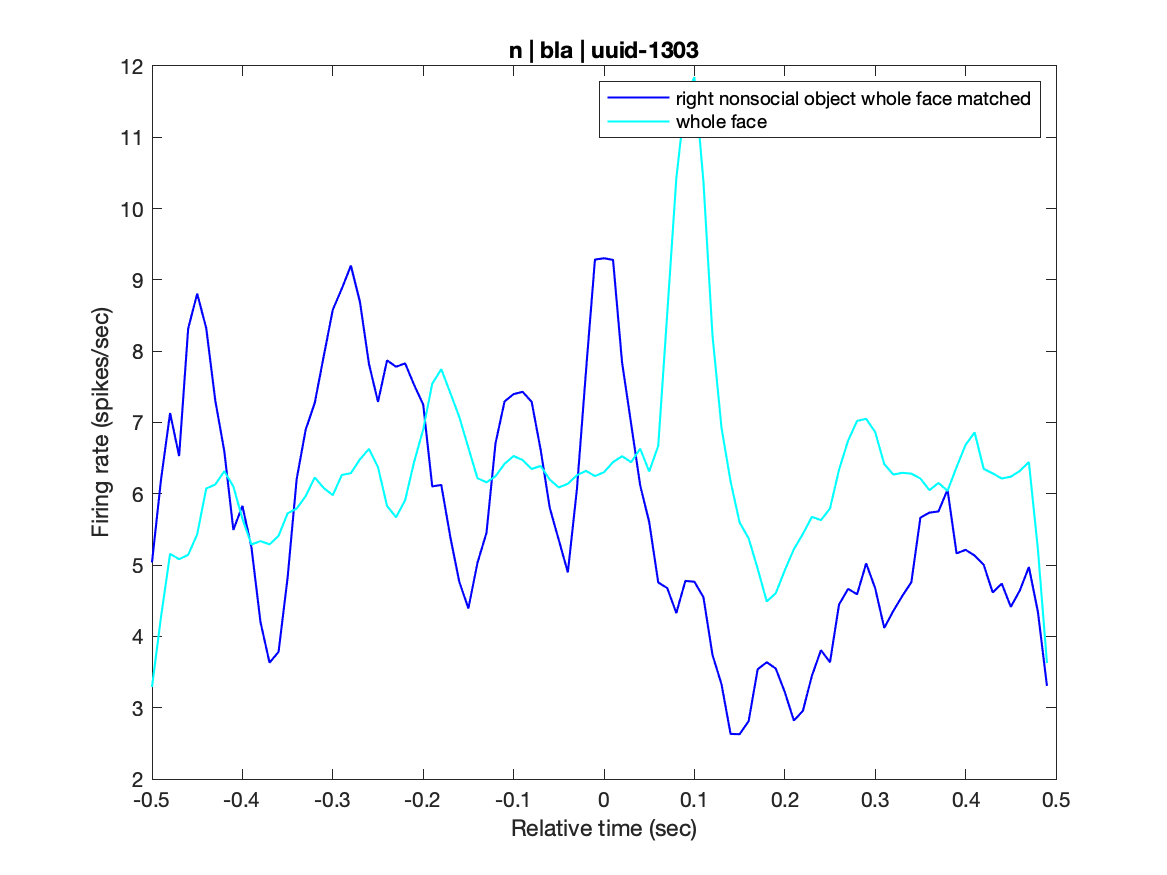 n | bla | uuid-1303
right nonsocial object whole face matched
whole face
Firing rate (spikes/sec)
12
11
10
9
8
7
6
5
4
3
2
-0.5 -0.4 -0.3 -0.2 -0.1 0 0.1 0.2 0.3 0.4 0.5
Relative time (sec)